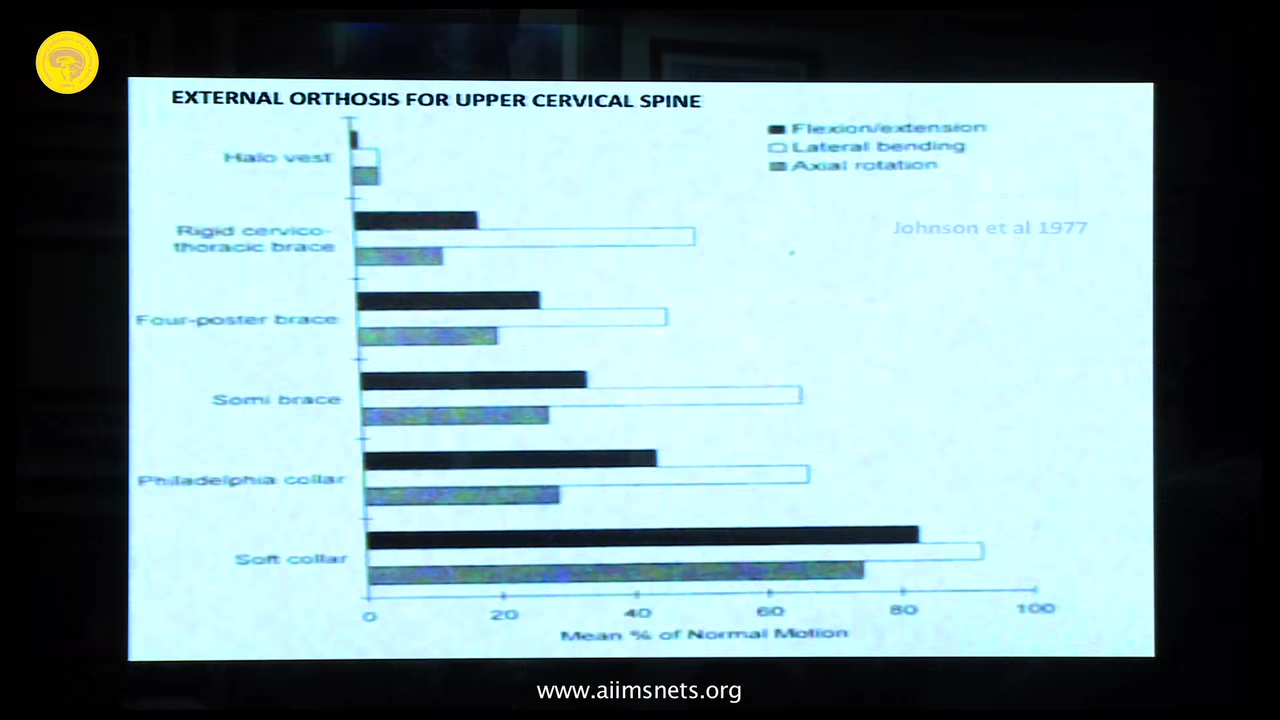 EXTERNAL ORTHOSIS FOR UPPER CERVICAL SPINE
Flexion/extension
Lateral bending
Axial rotation
Johnson et al 1977
Halo vest
Rigid cervico-
thoracic brace
Four-poster brace
Somi brace
Philadelphia collar
Soft collar
0 20 40 60 80 100
Mean % of Normal Motion
www.aiimsnets.org